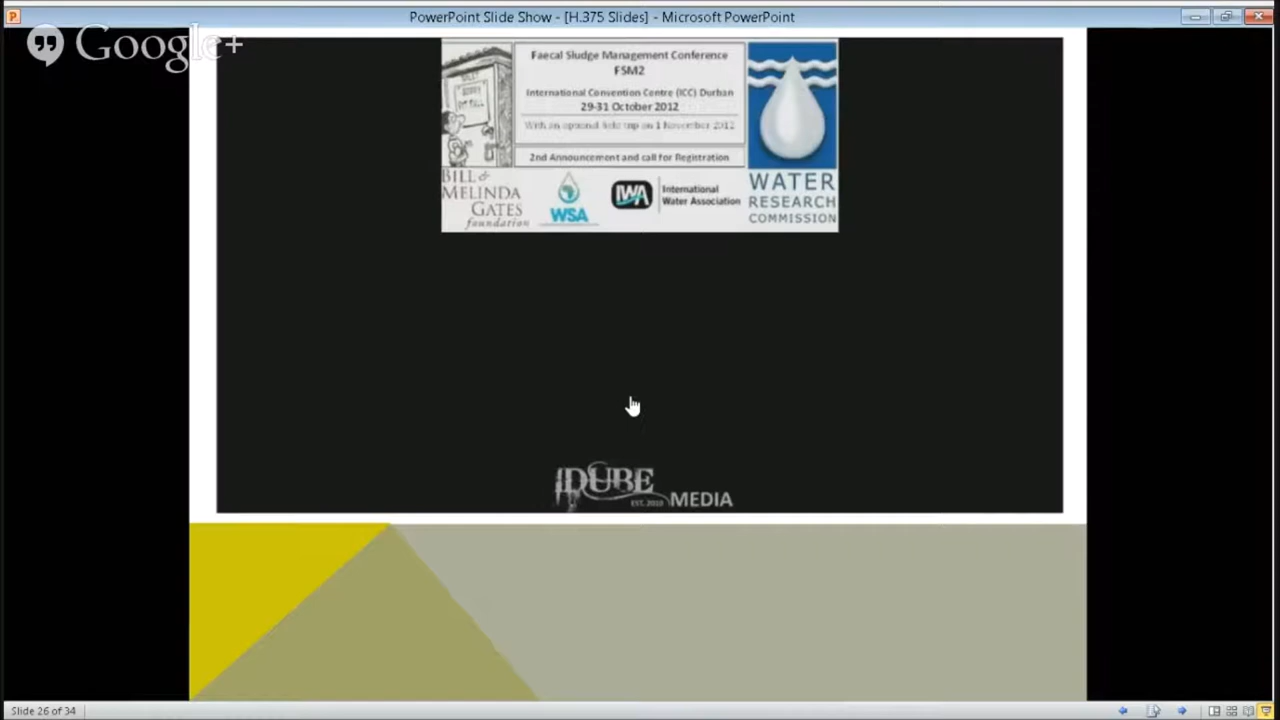 PowerPoint Slide Show - [H.375 Slides] - Microsoft PowerPoint
Google+
Faecal Sludge Management Conference
FSM2
International Convention Centre (ICC) Durban
29-31 October 2012
With an optional field trip on 1 November 2012
2nd Announcement and call for Registration
BILL &
MELINDA
GATES
foundation
WSA
IWA
International
Water Association
WATER
RESEARCH
COMMISSION
IDUBE
EST. 2010
MEDIA
Slide 26 of 34